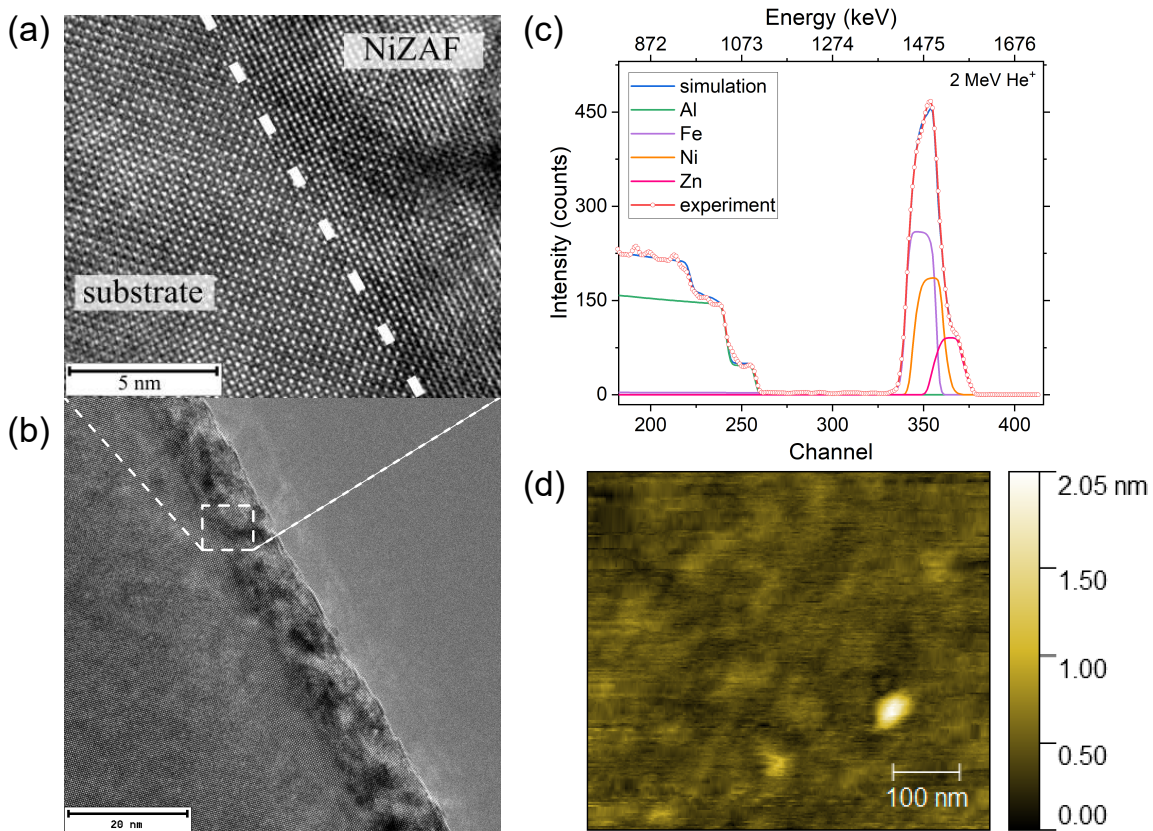 (a)
NiZAF
substrate
5 nm
(b)
20 nm
(c)
Energy (keV)
872 1073 1274 1475 1676
2 MeV He⁺
simulation
Al
Fe
Ni
Zn
experiment
Intensity (counts)
450
300
150
0
200 250 300 350 400
Channel
(d)
2.05 nm
1.50
1.00
0.50
0.00
100 nm